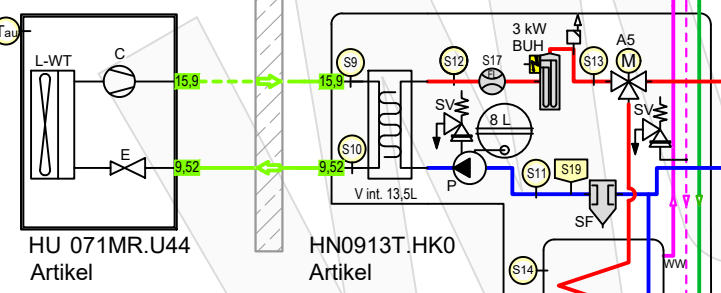 Tau
L-WT
C
15,9
E
9,52
HU 071MR.U44
Artikel
15,9
S9
S10
9,52
V int. 13,5L
HN0913T.HK0
Artikel
S12
S17
Fl
3 kW
BUH
S13
A5
M
SV
8 L
P
S11
S19
SF
SV
S14
WW